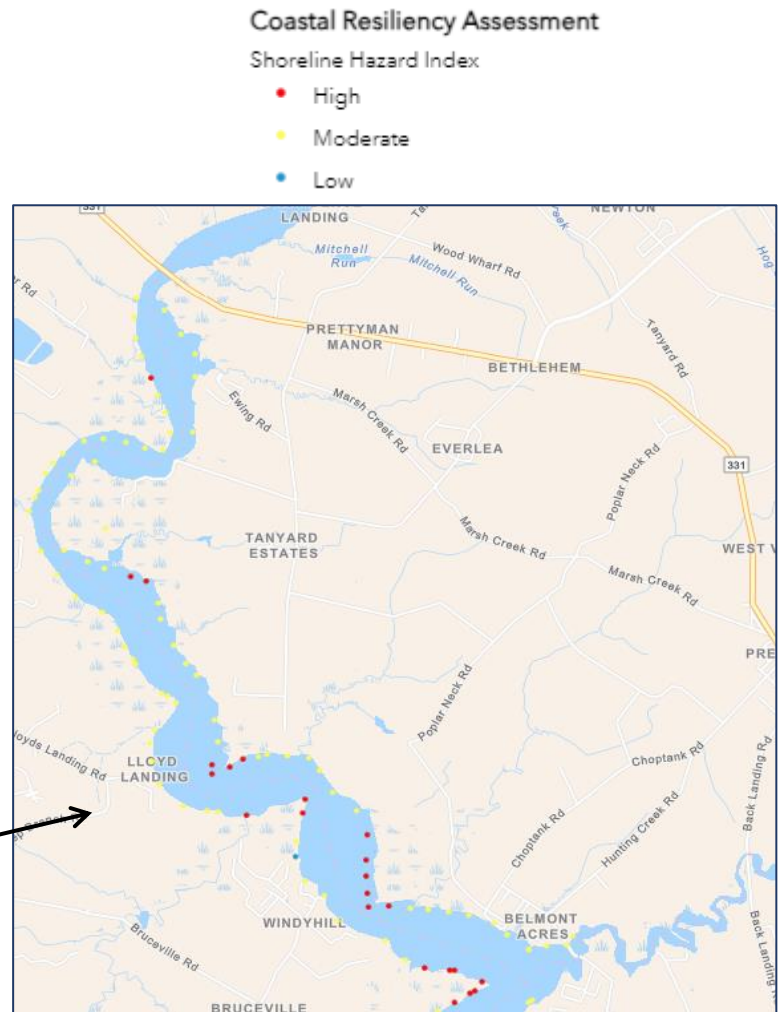 Coastal Resiliency Assessment
Shoreline Hazard Index
High
Moderate
Low
331
LANDING
NEWTON
Mitchell
Run
Mitchell Run
Wood Wharf Rd
PRETTYMAN
MANOR
BETHLEHEM
Tanyard Rd
Ewing Rd
Marsh Creek Rd
EVERLEA
Poplar Neck Rd
331
TANYARD
ESTATES
Marsh Creek Rd
WEST
Marsh Creek Rd
PRE
Poplar Neck Rd
LLOYD
LANDING
Landing Rd
Choptank Rd
Back Landing Rd
Choptank Rd
Hunting Creek Rd
WINDYHILL
BELMONT
ACRES
Bruceville Rd
Back Landing
BRUCEVILLE